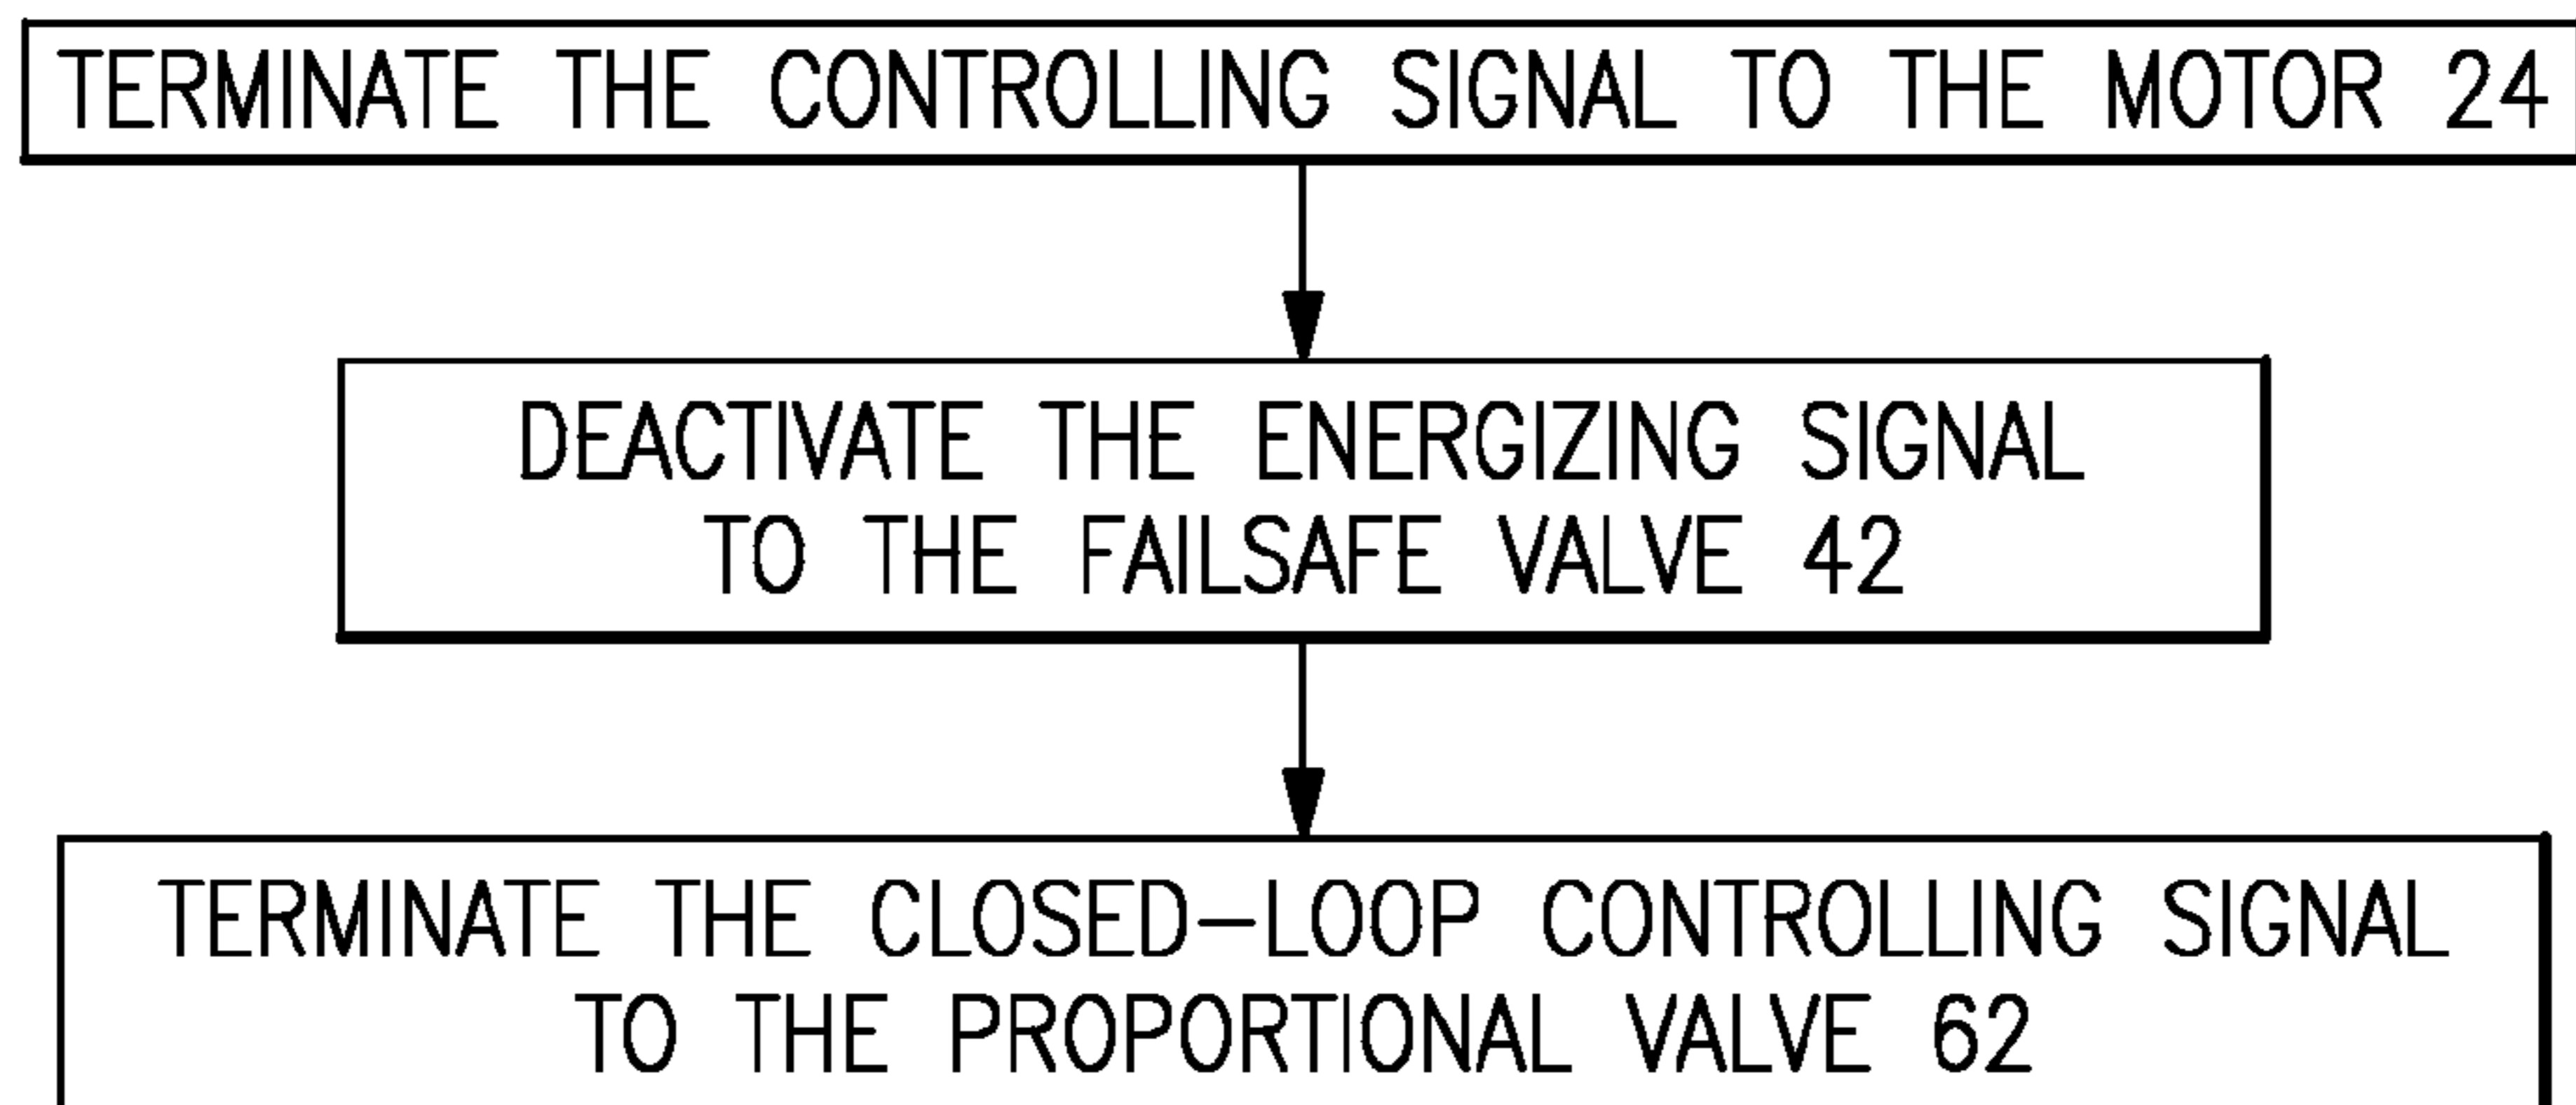 TERMINATE THE CONTROLLING SIGNAL TO THE MOTOR 24
DEACTIVATE THE ENERGIZING SIGNAL
TO THE FAILSAFE VALVE 42
TERMINATE THE CLOSED-LOOP CONTROLLING SIGNAL
TO THE PROPORTIONAL VALVE 62